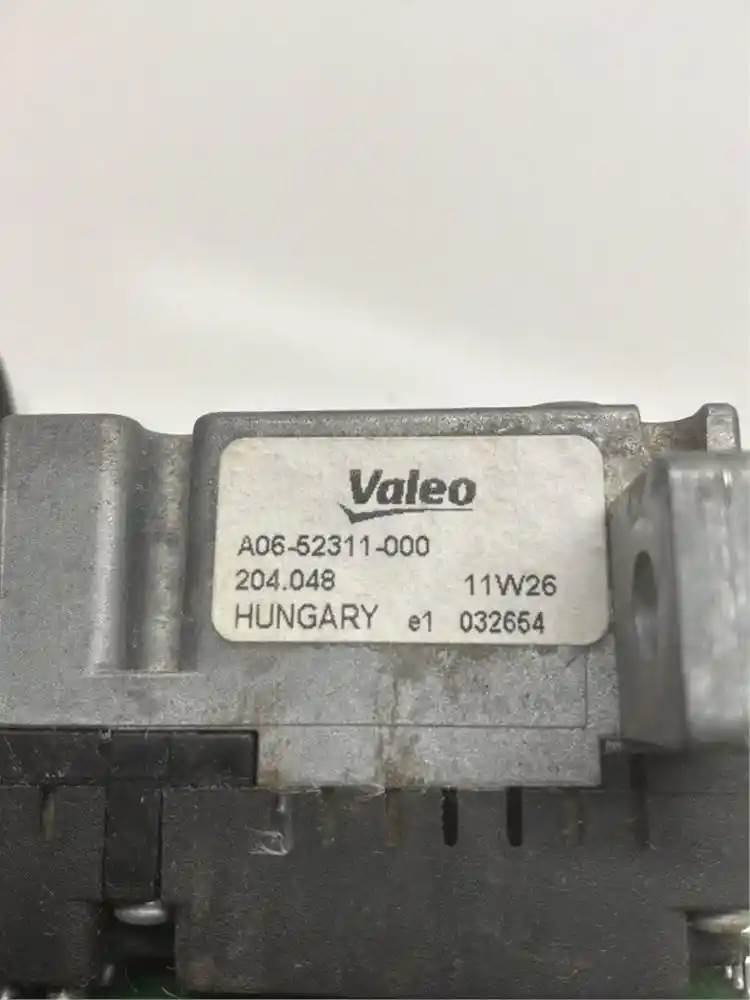 Valeo
A06-52311-000
204.048 11W26
HUNGARY e1 032654